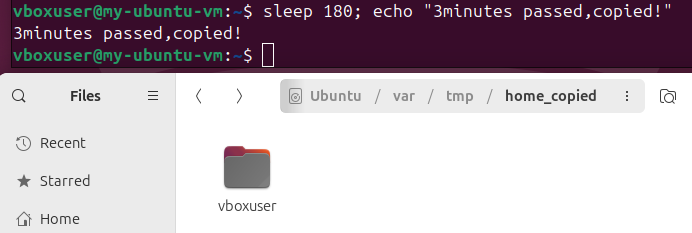 vboxuser@my-ubuntu-vm:~$ sleep 180; echo "3minutes passed,copied!"
3minutes passed,copied!
vboxuser@my-ubuntu-vm:~$
Files
Ubuntu / var / tmp / home_copied
Recent
Starred
Home
vboxuser